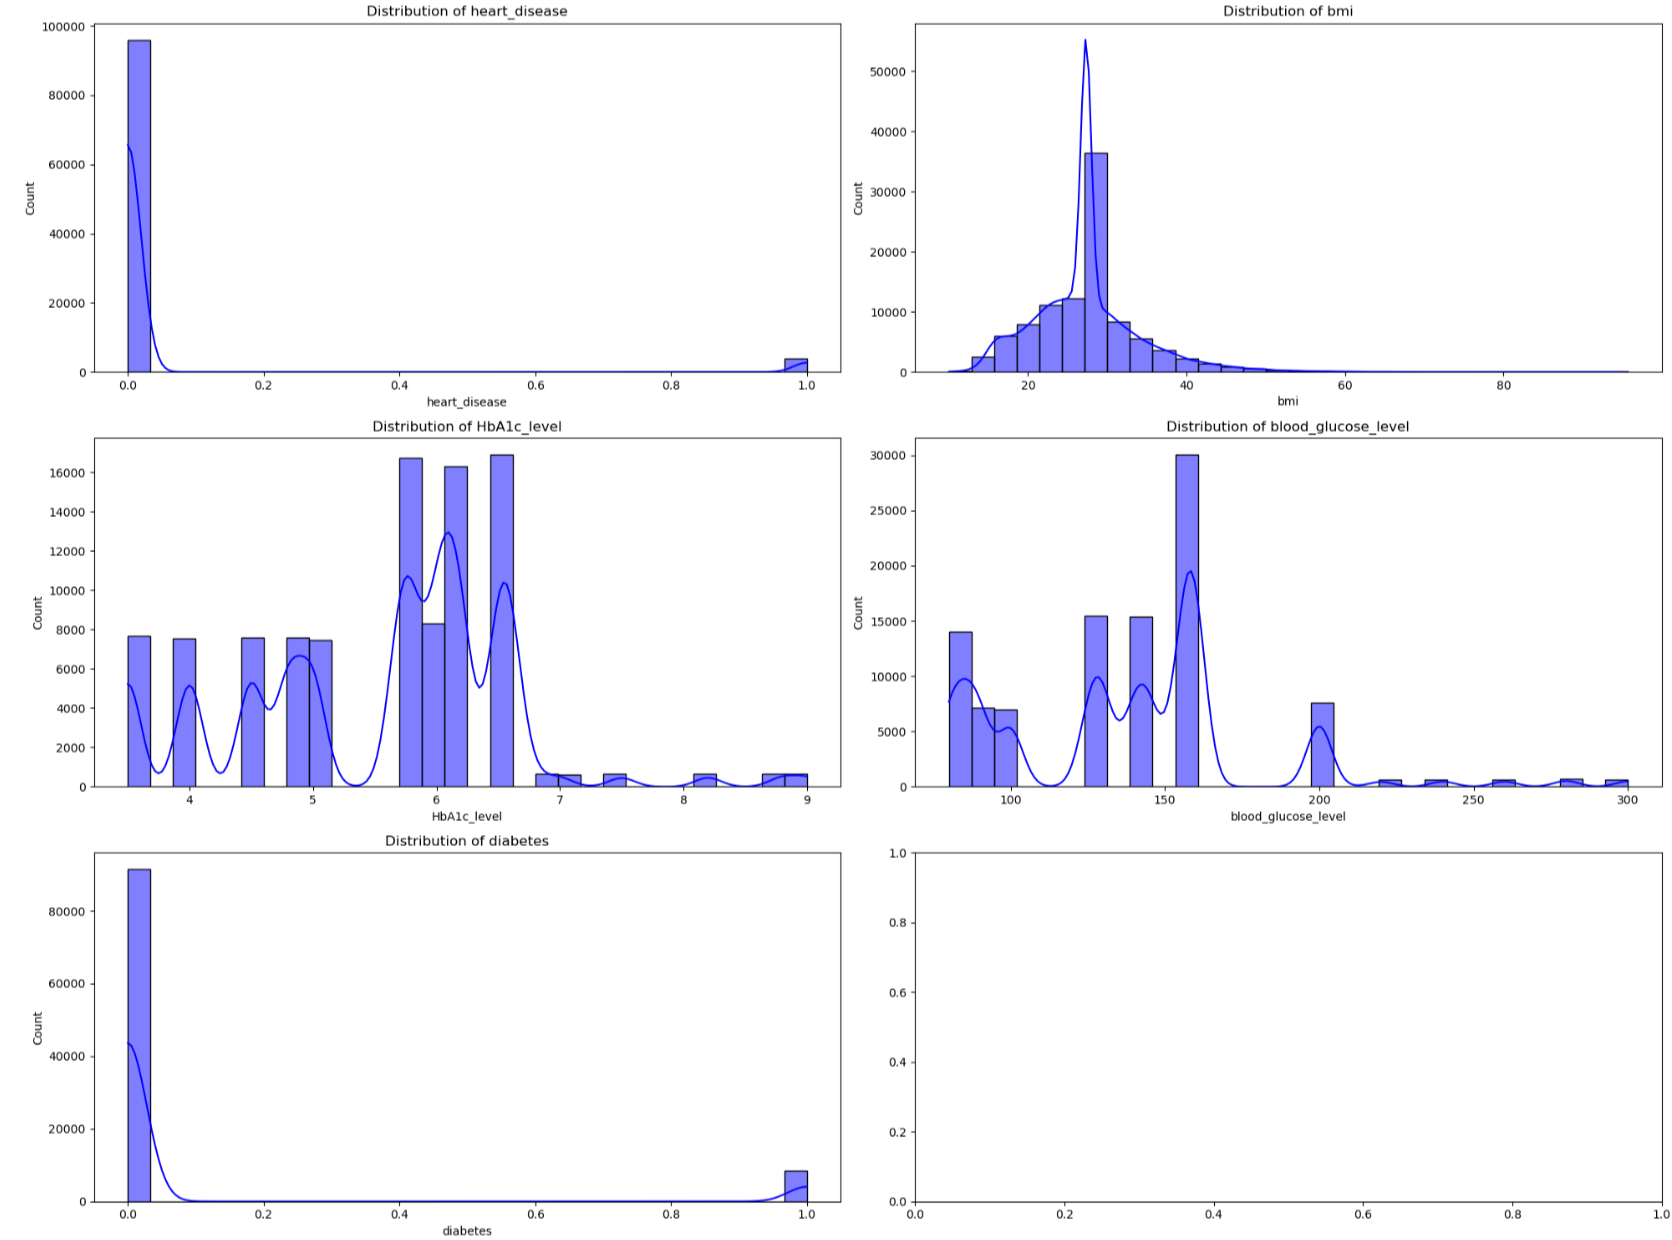 Distribution of heart_disease
100000
80000
60000
40000
20000
0
Count
0.0 0.2 0.4 0.6 0.8 1.0
heart_disease
Distribution of bmi
50000
40000
30000
20000
10000
0
Count
20 40 60 80
bmi
Distribution of HbA1c_level
16000
14000
12000
10000
8000
6000
4000
2000
0
Count
4 5 6 7 8 9
HbA1c_level
Distribution of blood_glucose_level
30000
25000
20000
15000
10000
5000
0
Count
100 150 200 250 300
blood_glucose_level
Distribution of diabetes
80000
60000
40000
20000
0
Count
0.0 0.2 0.4 0.6 0.8 1.0
diabetes
1.0
0.8
0.6
0.4
0.2
0.0
0.0 0.2 0.4 0.6 0.8 1.0